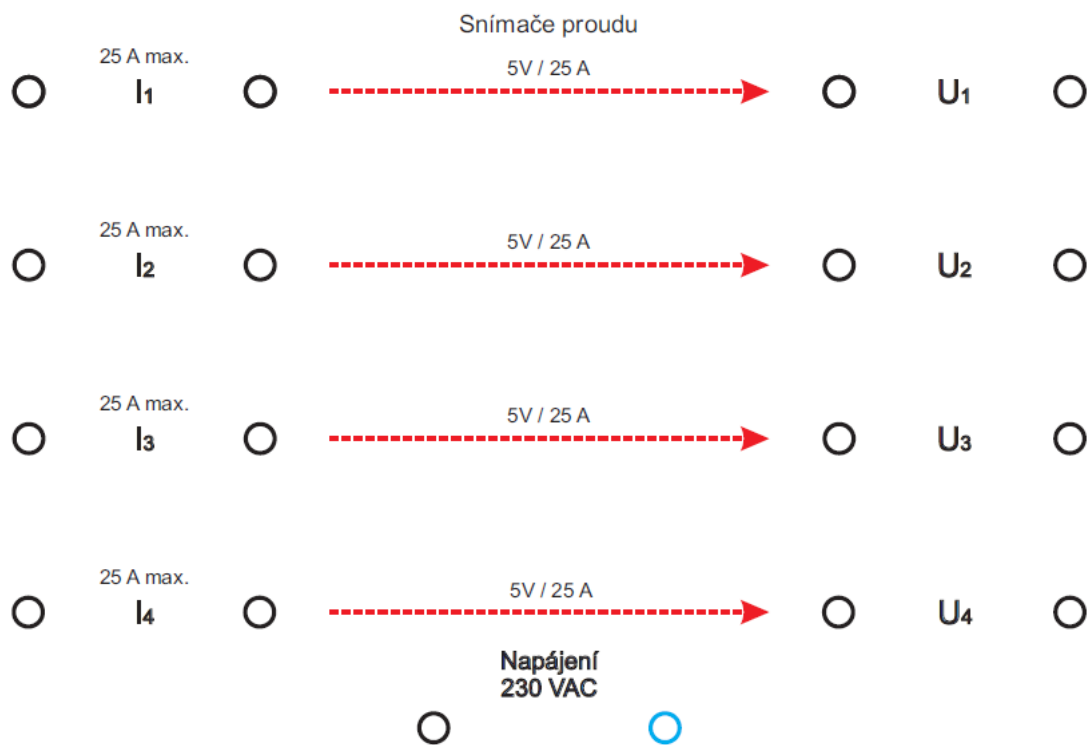 Snímače proudu
25 A max.
5V / 25 A
I1
U1
25 A max.
5V / 25 A
I2
U2
25 A max.
5V / 25 A
I3
U3
25 A max.
5V / 25 A
I4
U4
Napájení
230 VAC